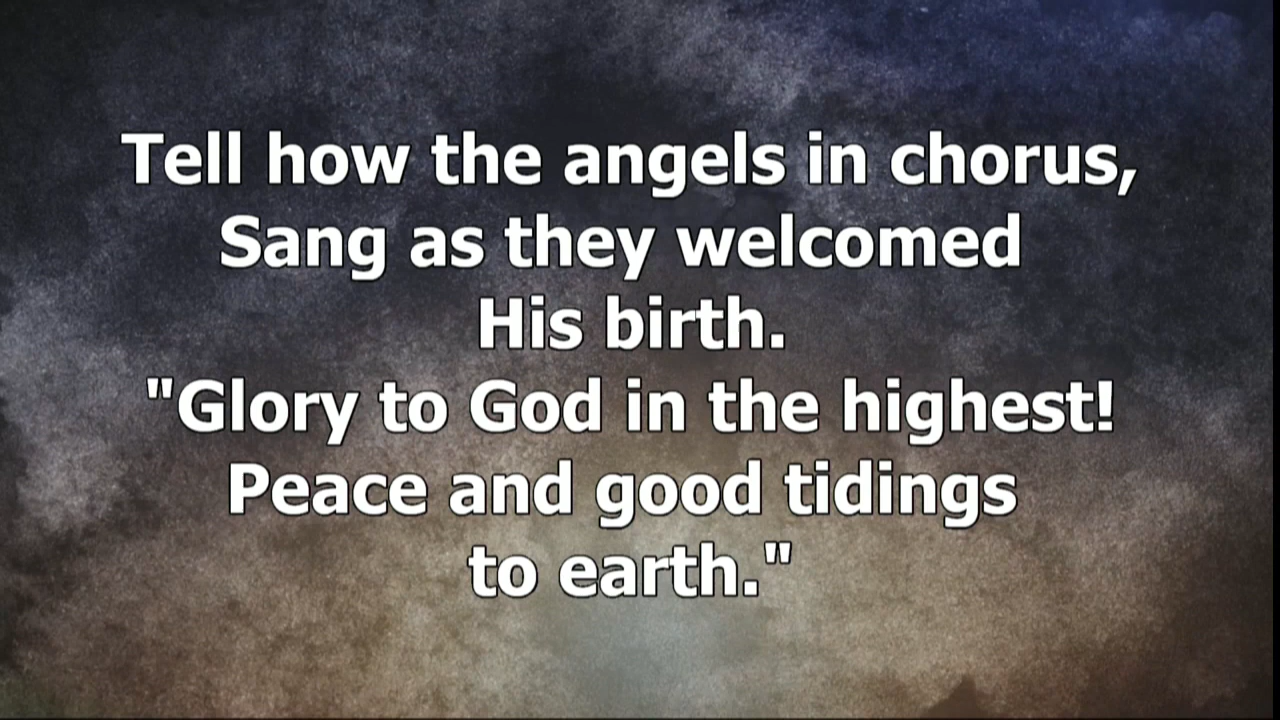 Tell how the angels in chorus,
Sang as they welcomed
His birth.
"Glory to God in the highest!
Peace and good tidings
to earth."